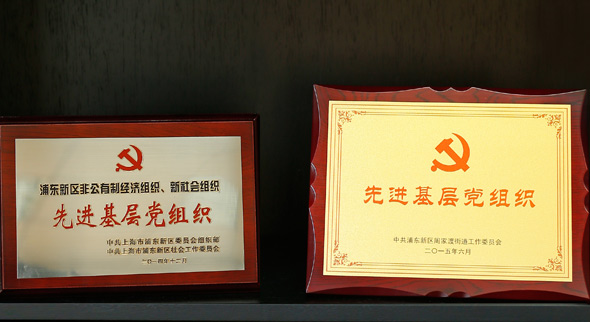 浦东新区非公有制经济组织、新社会组织
先进基层党组织
中共上海市浦东新区委员会组织部
中共上海市浦东新区社会工作委员会
二〇一四年十二月
先进基层党组织
中共浦东新区周家渡街道工作委员会
二〇一五年六月